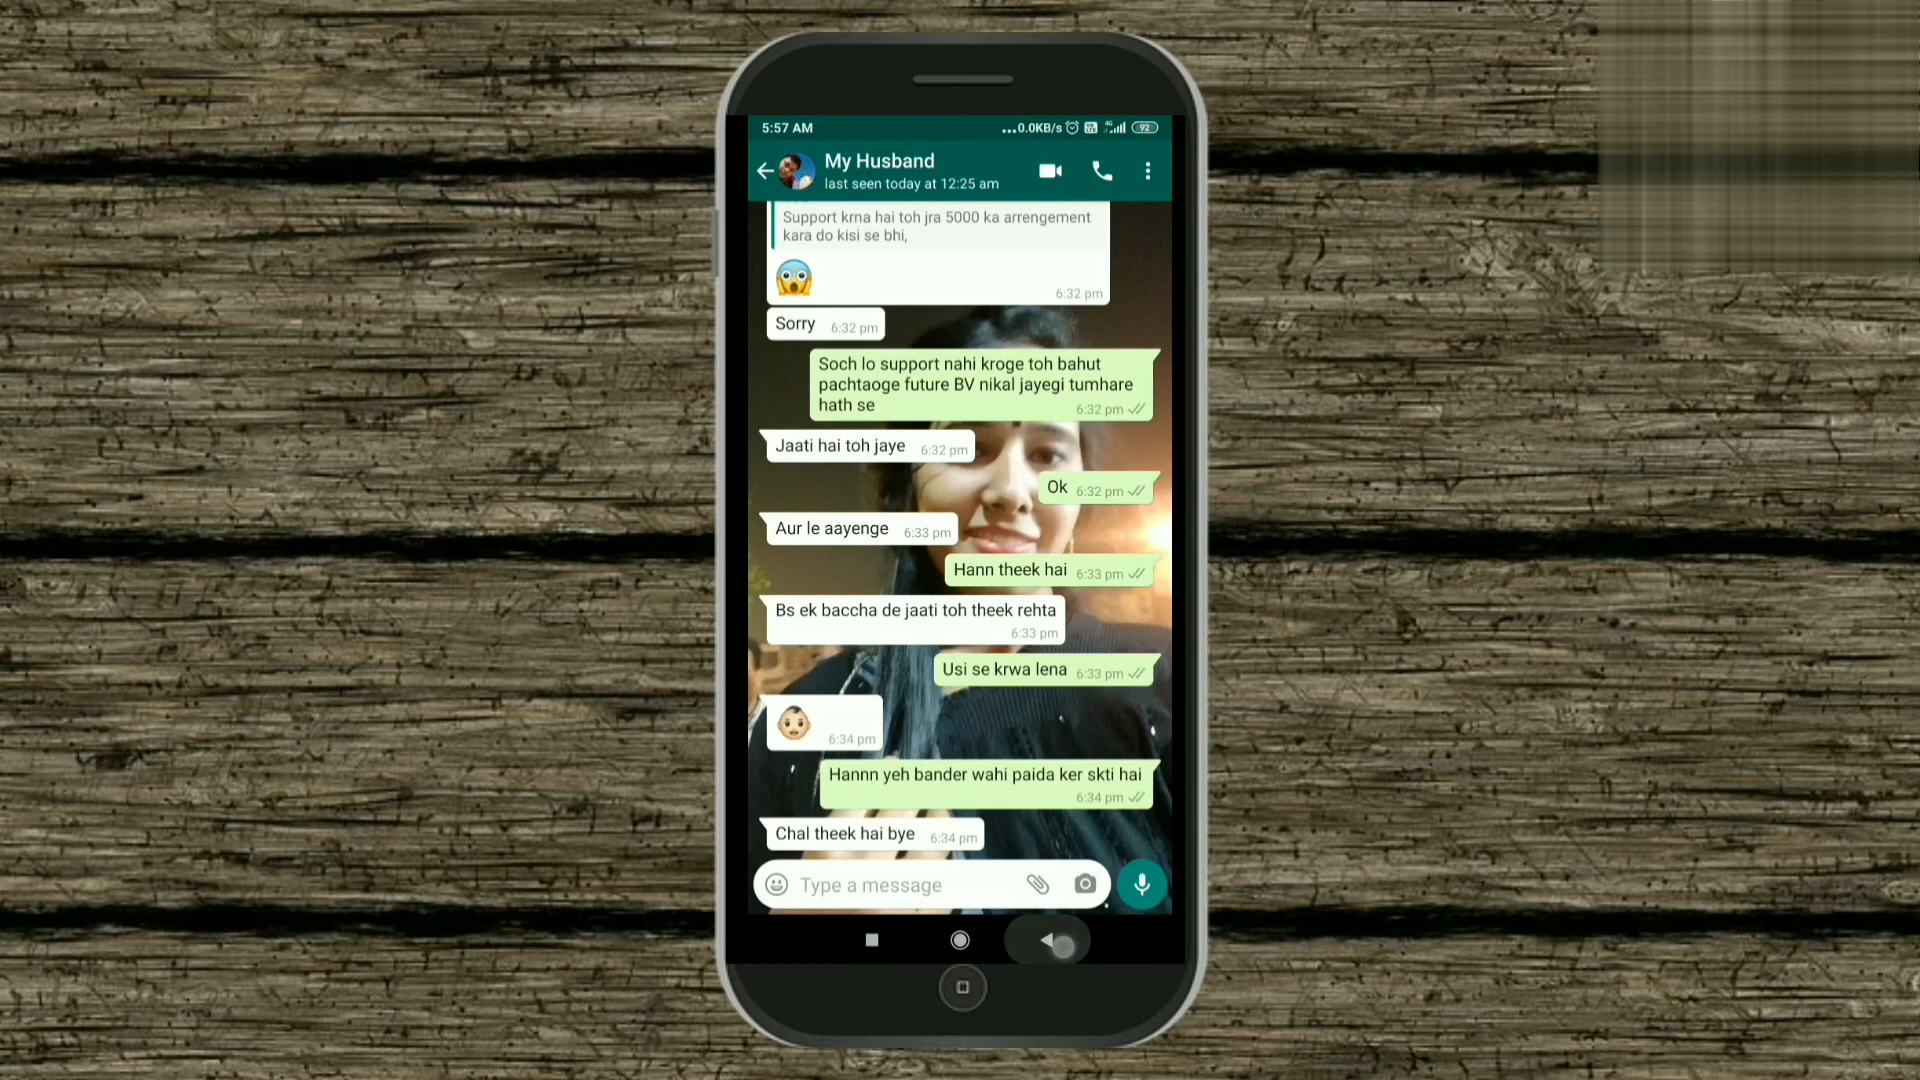 5:57 AM
...0.0KB/s 4G 92
My Husband
last seen today at 12:25 am
Support krna hai toh jra 5000 ka arrengement
kara do kisi se bhi,
😱
6:32 pm
Sorry 6:32 pm
Soch lo support nahi kroge toh bahut
pachtaoge future BV nikal jayegi tumhare
hath se 6:32 pm
Jaati hai toh jaye 6:32 pm
Ok 6:32 pm
Aur le aayenge 6:33 pm
Hann theek hai 6:33 pm
Bs ek baccha de jaati toh theek rehta
6:33 pm
Usi se krwa lena 6:33 pm
👶🏻 6:34 pm
Hannn yeh bander wahi paida ker skti hai
6:34 pm
Chal theek hai bye 6:34 pm
Type a message